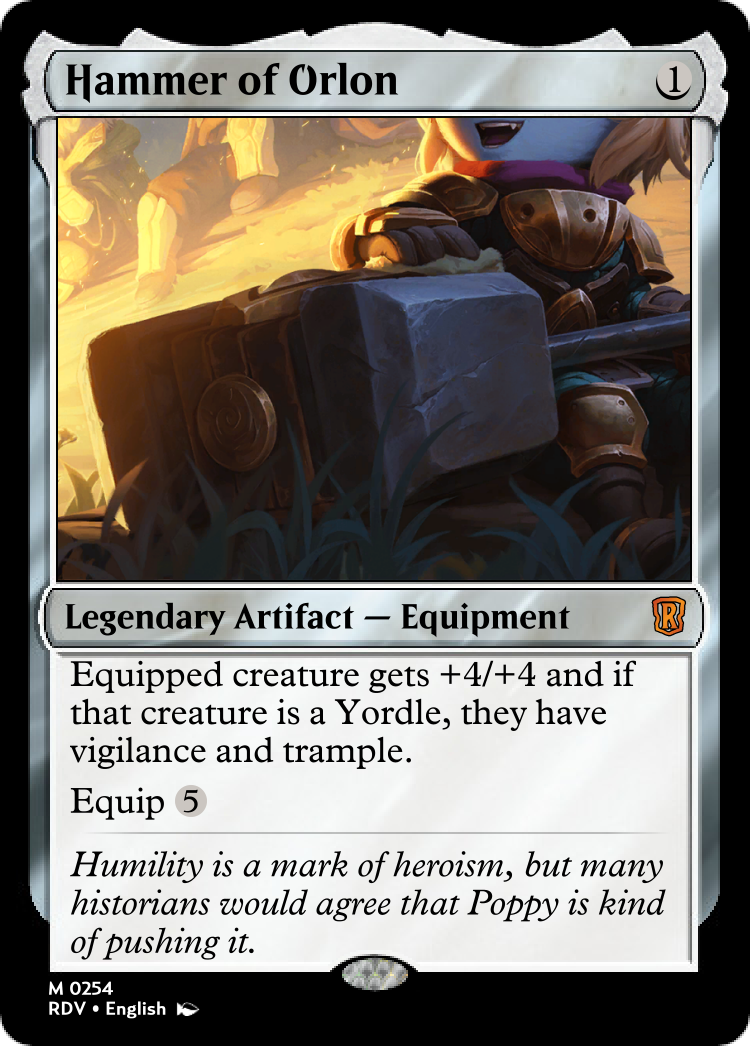 Hammer of Orlon
1
Legendary Artifact — Equipment
R
Equipped creature gets +4/+4 and if
that creature is a Yordle, they have
vigilance and trample.
Equip 5
Humility is a mark of heroism, but many
historians would agree that Poppy is kind
of pushing it.
M 0254
RDV • English